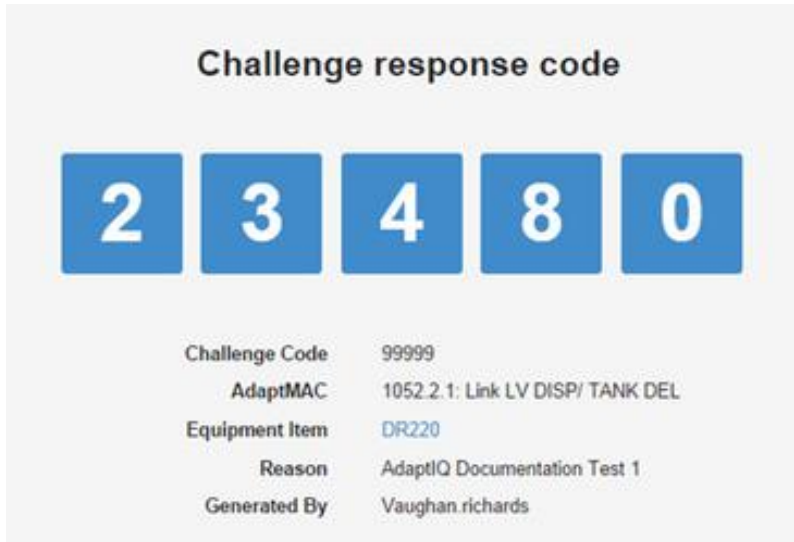 Challenge response code
2 3 4 8 0
Challenge Code 99999
AdaptMAC 1052.2.1: Link LV DISP/ TANK DEL
Equipment Item DR220
Reason AdaptIQ Documentation Test 1
Generated By Vaughan.richards